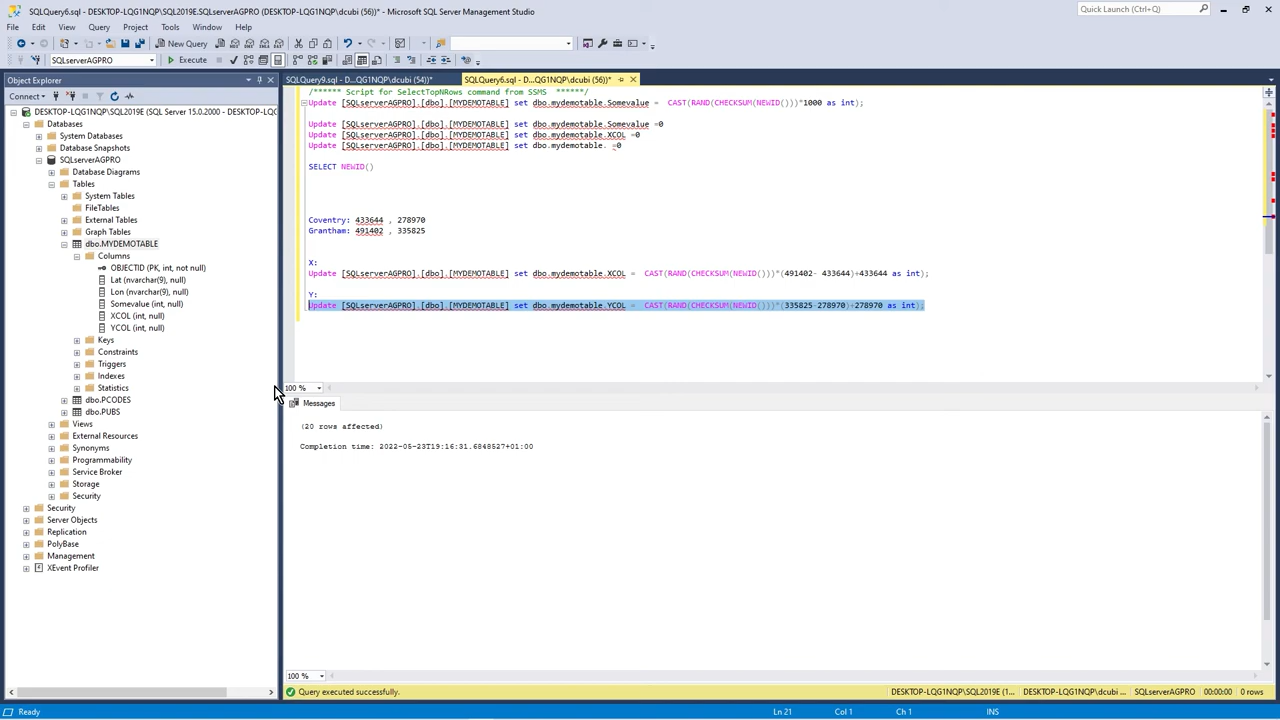 SQLQuery6.sql - DESKTOP-LQG1NQP\SQL2019E.SQLserverAGPRO (DESKTOP-LQG1NQP\dcubi (56))* - Microsoft SQL Server Management Studio
Quick Launch (Ctrl+Q)
File Edit View Query Project Tools Window Help
New Query
SQLserverAGPRO
Execute
Object Explorer
SQLQuery9.sql - D...QG1NQP\dcubi (54))*
SQLQuery6.sql - D...QG1NQP\dcubi (56))*
Connect
DESKTOP-LQG1NQP\SQL2019E (SQL Server 15.0.2000 - DESKTOP-LQG
Databases
System Databases
Database Snapshots
SQLserverAGPRO
Database Diagrams
Tables
System Tables
FileTables
External Tables
Graph Tables
dbo.MYDEMOTABLE
Columns
OBJECTID (PK, int, not null)
Lat (nvarchar(9), null)
Lon (nvarchar(9), null)
Somevalue (int, null)
XCOL (int, null)
YCOL (int, null)
Keys
Constraints
Triggers
Indexes
Statistics
dbo.PCODES
dbo.PUBS
Views
External Resources
Synonyms
Programmability
Service Broker
Storage
Security
Security
Server Objects
Replication
PolyBase
Management
XEvent Profiler
/****** Script for SelectTopNRows command from SSMS ******/
Update [SQLserverAGPRO].[dbo].[MYDEMOTABLE] set dbo.mydemotable.Somevalue = CAST(RAND(CHECKSUM(NEWID()))*1000 as int);
Update [SQLserverAGPRO].[dbo].[MYDEMOTABLE] set dbo.mydemotable.Somevalue =0
Update [SQLserverAGPRO].[dbo].[MYDEMOTABLE] set dbo.mydemotable.XCOL =0
Update [SQLserverAGPRO].[dbo].[MYDEMOTABLE] set dbo.mydemotable. =0
SELECT NEWID()
Coventry: 433644 , 278970
Grantham: 491402 , 335825
X:
Update [SQLserverAGPRO].[dbo].[MYDEMOTABLE] set dbo.mydemotable.XCOL = CAST(RAND(CHECKSUM(NEWID()))*(491402- 433644)+433644 as int);
Y:
Update [SQLserverAGPRO].[dbo].[MYDEMOTABLE] set dbo.mydemotable.YCOL = CAST(RAND(CHECKSUM(NEWID()))*(335825-278970)+278970 as int);
100 %
Messages
(20 rows affected)
Completion time: 2022-05-23T19:16:31.6848527+01:00
100 %
Query executed successfully.
DESKTOP-LQG1NQP\SQL2019E (1... DESKTOP-LQG1NQP\dcubi ... SQLserverAGPRO 00:00:00 0 rows
Ready
Ln 21 Col 1 Ch 1 INS